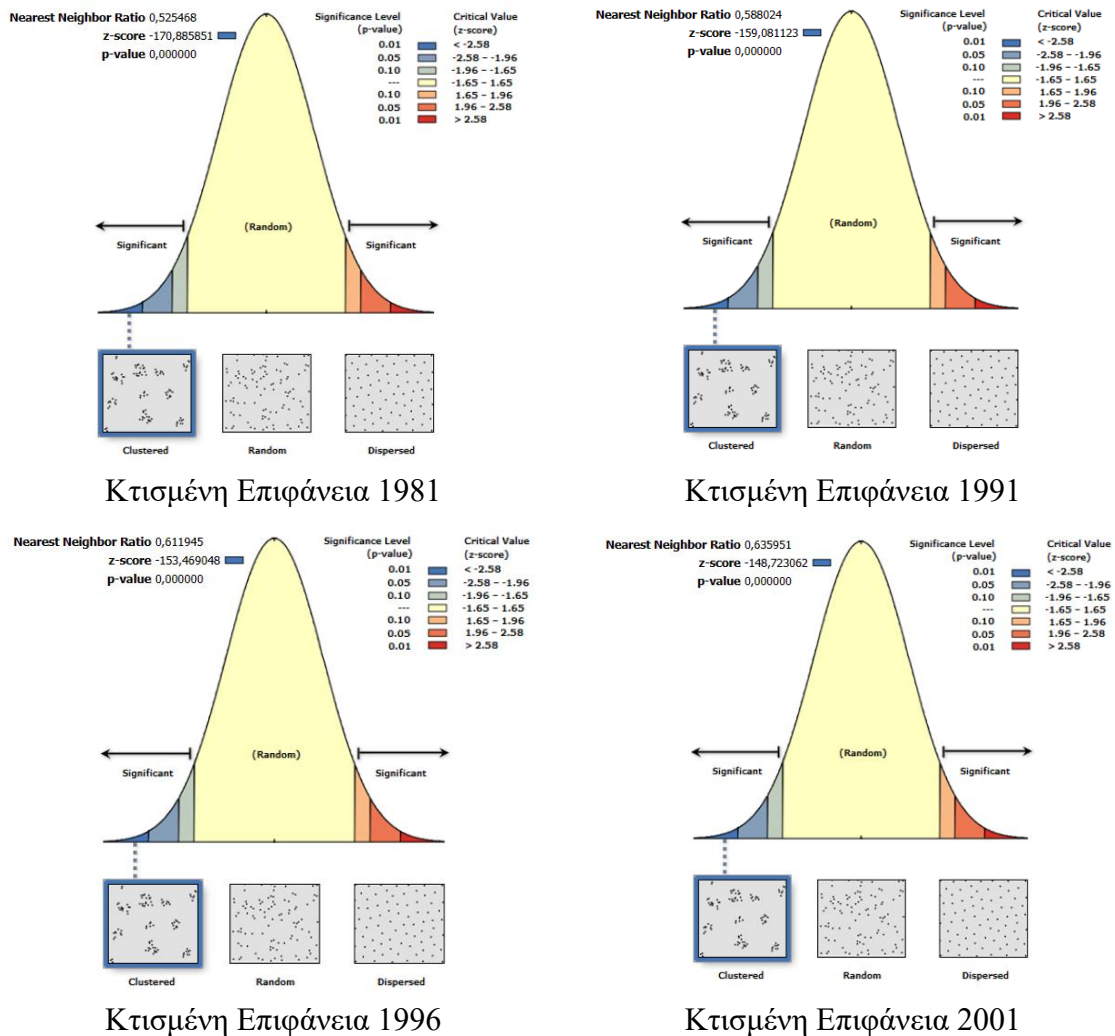 Nearest Neighbor Ratio 0,525468
z-score -170,885851
p-value 0,000000
Significance Level (p-value) Critical Value (z-score)
0.01 < -2.58
0.05 -2.58 – -1.96
0.10 -1.96 – -1.65
--- -1.65 – 1.65
0.10 1.65 – 1.96
0.05 1.96 – 2.58
0.01 > 2.58
(Random)
Significant Significant
Clustered Random Dispersed
Κτισμένη Επιφάνεια 1981
Nearest Neighbor Ratio 0,588024
z-score -159,081123
p-value 0,000000
Significance Level (p-value) Critical Value (z-score)
0.01 < -2.58
0.05 -2.58 – -1.96
0.10 -1.96 – -1.65
--- -1.65 – 1.65
0.10 1.65 – 1.96
0.05 1.96 – 2.58
0.01 > 2.58
(Random)
Significant Significant
Clustered Random Dispersed
Κτισμένη Επιφάνεια 1991
Nearest Neighbor Ratio 0,611945
z-score -153,469048
p-value 0,000000
Significance Level (p-value) Critical Value (z-score)
0.01 < -2.58
0.05 -2.58 – -1.96
0.10 -1.96 – -1.65
--- -1.65 – 1.65
0.10 1.65 – 1.96
0.05 1.96 – 2.58
0.01 > 2.58
(Random)
Significant Significant
Clustered Random Dispersed
Κτισμένη Επιφάνεια 1996
Nearest Neighbor Ratio 0,635951
z-score -148,723062
p-value 0,000000
Significance Level (p-value) Critical Value (z-score)
0.01 < -2.58
0.05 -2.58 – -1.96
0.10 -1.96 – -1.65
--- -1.65 – 1.65
0.10 1.65 – 1.96
0.05 1.96 – 2.58
0.01 > 2.58
(Random)
Significant Significant
Clustered Random Dispersed
Κτισμένη Επιφάνεια 2001